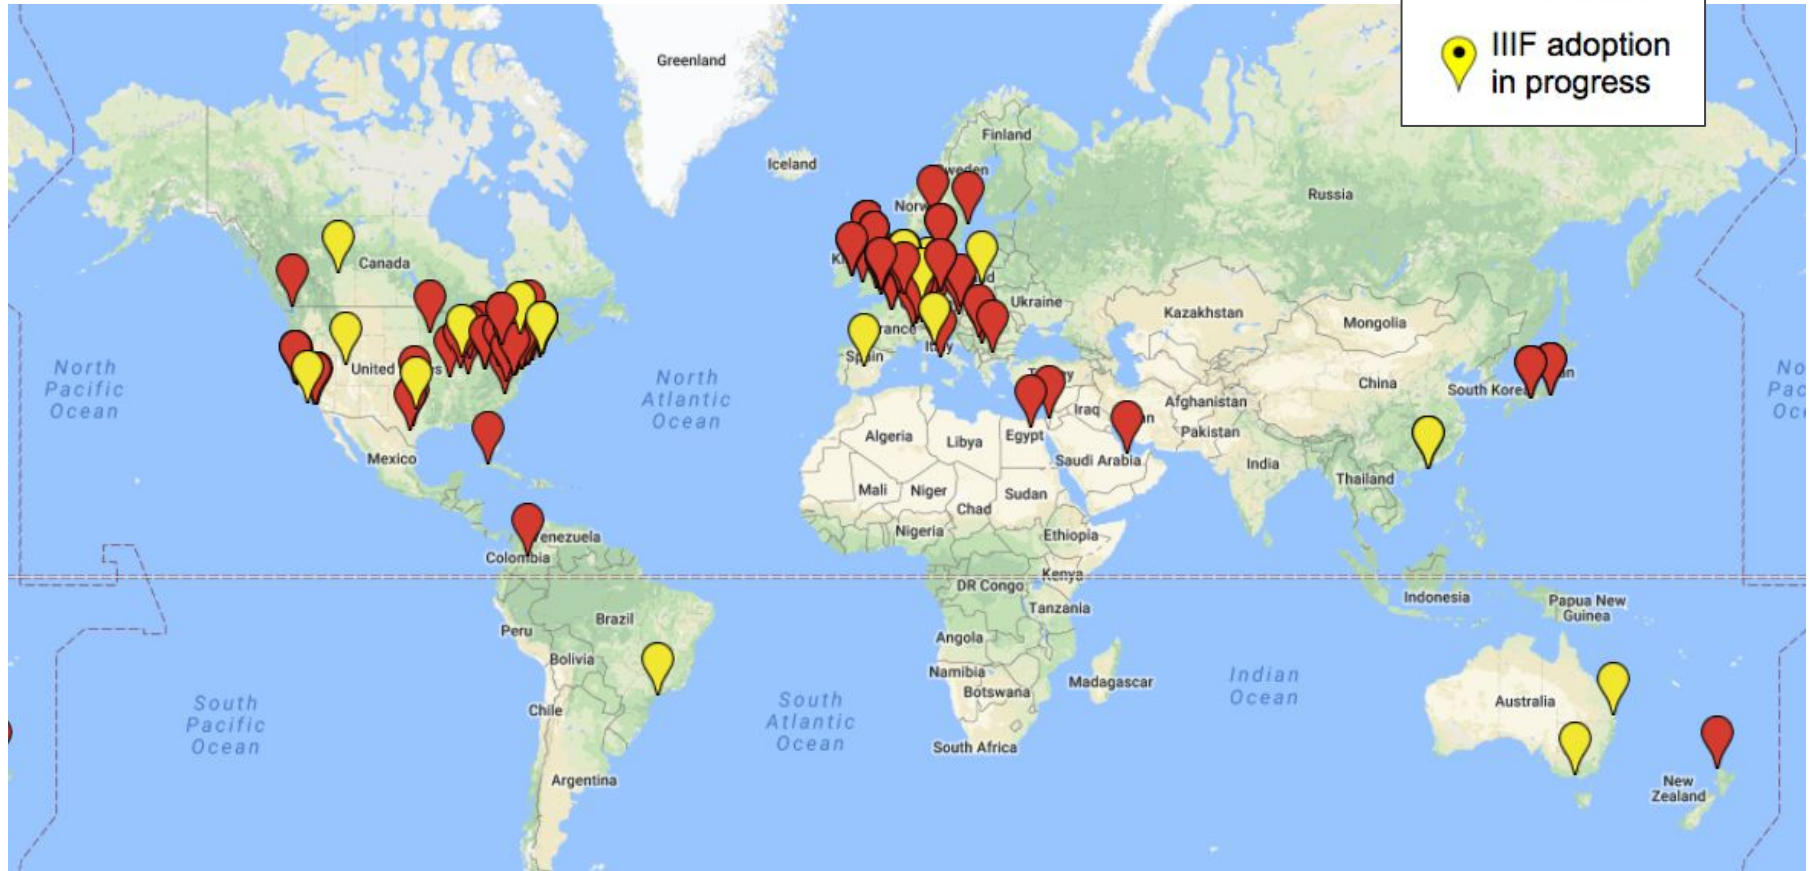 IIIF adoption
in progress
Greenland
Finland
Iceland
Russia
Canada
Ukraine
Kazakhstan
Mongolia
United
North
Pacific
Ocean
North
Atlantic
Ocean
Spain
China
South Korea
Afghanistan
Iraq
Pakistan
Algeria
Libya
Egypt
Saudi Arabia
India
Mexico
Thailand
Mali
Niger
Sudan
Chad
Nigeria
Ethiopia
Colombia
Kenya
DR Congo
Indonesia
Papua New
Guinea
Tanzania
Brazil
Peru
Angola
Bolivia
Namibia
Botswana
Madagascar
Indian
Ocean
Australia
South
Pacific
Ocean
South
Atlantic
Ocean
Chile
South Africa
Argentina
New
Zealand